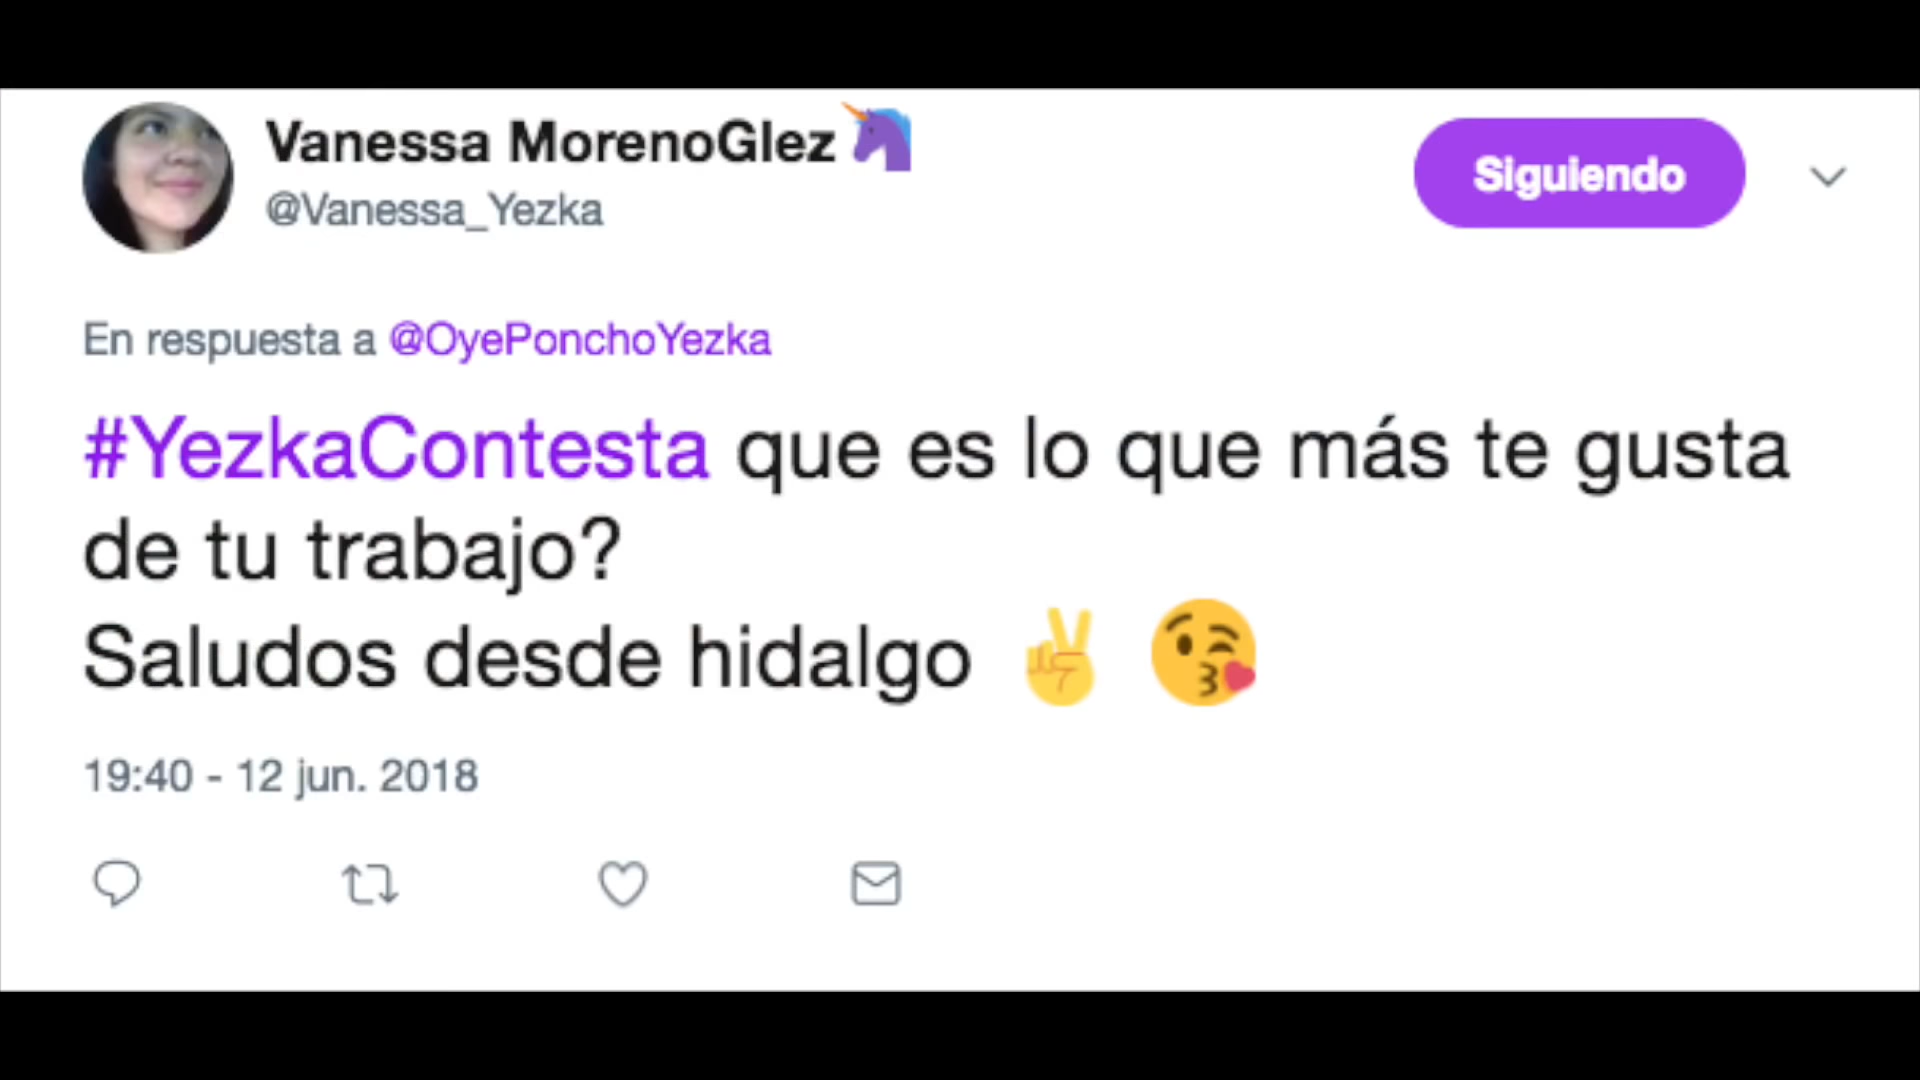 Vanessa MorenoGlez🦄
@Vanessa_Yezka
Siguiendo
En respuesta a @OyePonchoYezka
#YezkaContesta que es lo que más te gusta
de tu trabajo?
Saludos desde hidalgo ✌️ 😘
19:40 - 12 jun. 2018